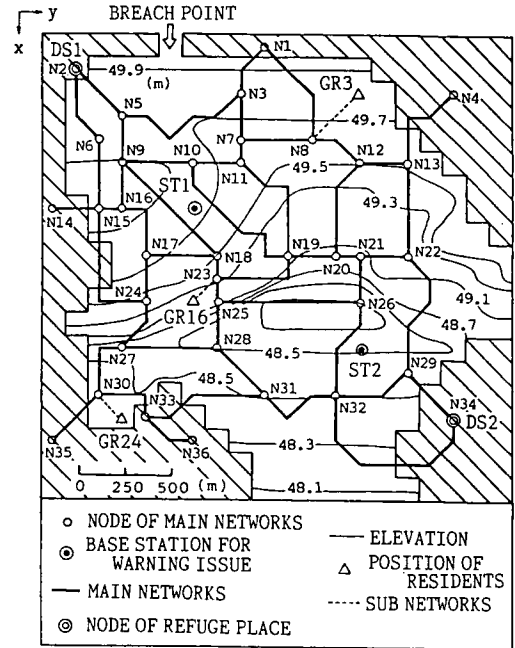 y
BREACH POINT
x
DS1
N1
N2
49.9
(m)
GR3
N3
N4
N5
49.7
N6
N7
N8
N9
N10
N11
49.5
N12
N13
ST1
49.3
N14
N15
N16
N17
N18
N19
N20
N21
N22
N23
49.1
N24
GR16
N25
N26
48.7
N27
N28
48.5
ST2
N29
N30
48.5
N31
N32
N33
N34
DS2
GR24
48.3
N35
N36
0 250 500 (m)
48.1
NODE OF MAIN NETWORKS
BASE STATION FOR
WARNING ISSUE
MAIN NETWORKS
NODE OF REFUGE PLACE
ELEVATION
POSITION OF
RESIDENTS
SUB NETWORKS